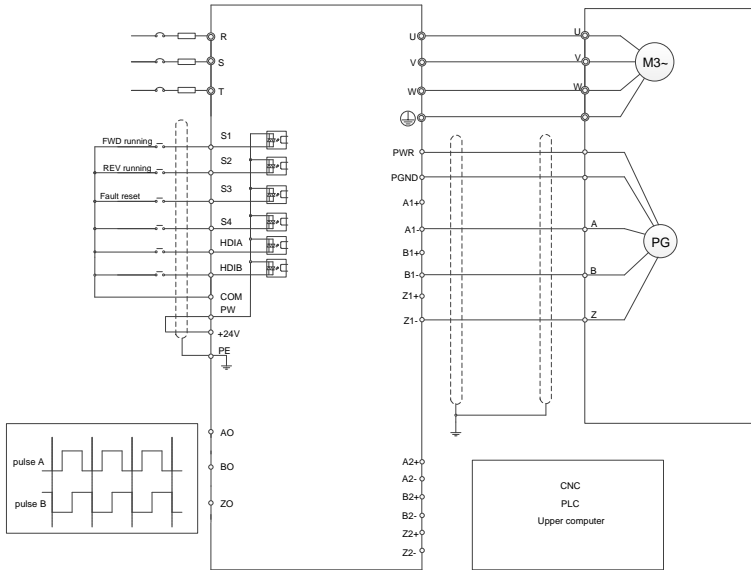 R
S
T
U
V
W
U
V
W
M3~
FWD running
S1
REV running
S2
Fault reset
S3
S4
HDIA
HDIB
COM
PW
+24V
PE
PWR
PGND
A1+
A1-
B1+
B1-
Z1+
Z1-
A
B
Z
PG
pulse A
pulse B
AO
BO
ZO
A2+
A2-
B2+
B2-
Z2+
Z2-
CNC
PLC
Upper computer